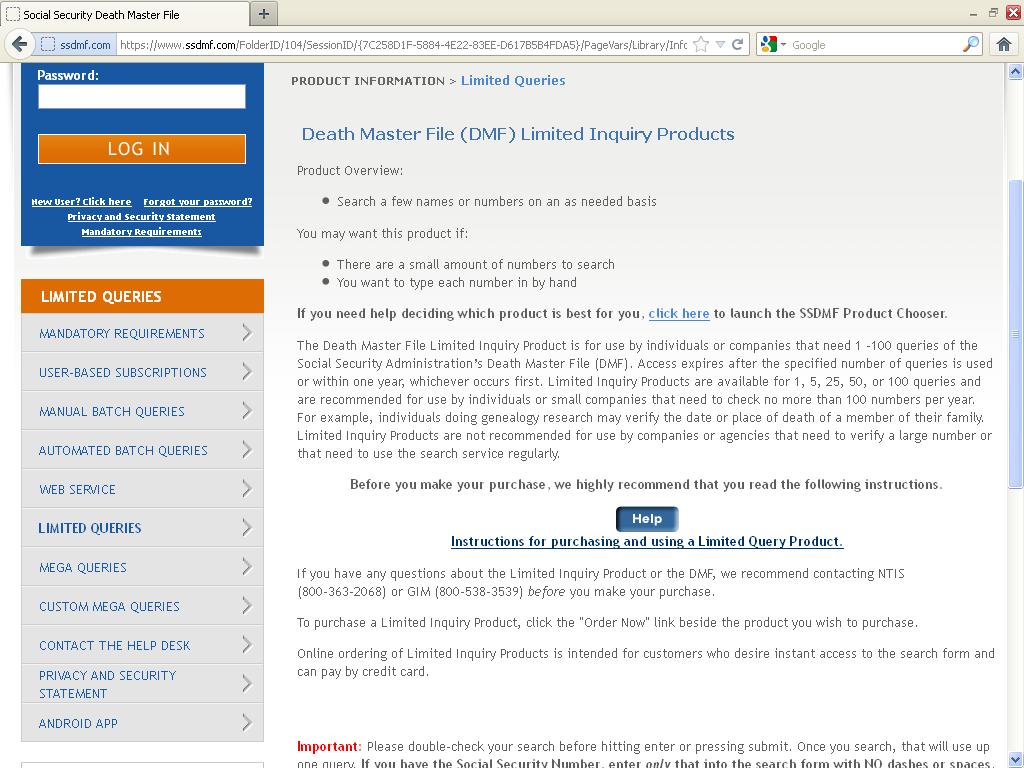 Social Security Death Master File
ssdmf.com
https://www.ssdmf.com/FolderID/104/SessionID/{7C258D1F-5884-4E22-83EE-D617B5B4FDA5}/PageVars/Library/Info
Google
Password:
LOG IN
New User? Click here Forgot your password?
Privacy and Security Statement
Mandatory Requirements
LIMITED QUERIES
MANDATORY REQUIREMENTS
USER-BASED SUBSCRIPTIONS
MANUAL BATCH QUERIES
AUTOMATED BATCH QUERIES
WEB SERVICE
LIMITED QUERIES
MEGA QUERIES
CUSTOM MEGA QUERIES
CONTACT THE HELP DESK
PRIVACY AND SECURITY
STATEMENT
ANDROID APP
PRODUCT INFORMATION > Limited Queries
Death Master File (DMF) Limited Inquiry Products
Product Overview:
• Search a few names or numbers on an as needed basis
You may want this product if:
• There are a small amount of numbers to search
• You want to type each number in by hand
If you need help deciding which product is best for you, click here to launch the SSDMF Product Chooser.
The Death Master File Limited Inquiry Product is for use by individuals or companies that need 1 -100 queries of the
Social Security Administration's Death Master File (DMF). Access expires after the specified number of queries is used
or within one year, whichever occurs first. Limited Inquiry Products are available for 1, 5, 25, 50, or 100 queries and
are recommended for use by individuals or small companies that need to check no more than 100 numbers per year.
For example, individuals doing genealogy research may verify the date or place of death of a member of their family.
Limited Inquiry Products are not recommended for use by companies or agencies that need to verify a large number or
that need to use the search service regularly.
Before you make your purchase, we highly recommend that you read the following instructions.
Help
Instructions for purchasing and using a Limited Query Product.
If you have any questions about the Limited Inquiry Product or the DMF, we recommend contacting NTIS
(800-363-2068) or GIM (800-538-3539) before you make your purchase.
To purchase a Limited Inquiry Product, click the "Order Now" link beside the product you wish to purchase.
Online ordering of Limited Inquiry Products is intended for customers who desire instant access to the search form and
can pay by credit card.
Important: Please double-check your search before hitting enter or pressing submit. Once you search, that will use up
one query. If you have the Social Security Number, enter only that into the search form with NO dashes or spaces.